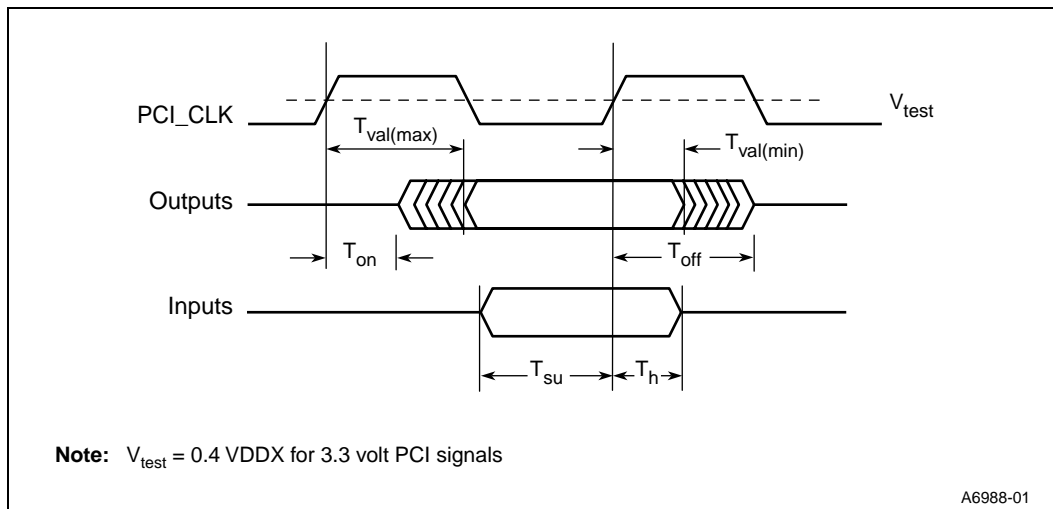 PCI_CLK
V_test
T_val(max)
T_val(min)
Outputs
T_on
T_off
Inputs
T_su
T_h
Note: V_test = 0.4 VDDX for 3.3 volt PCI signals
A6988-01